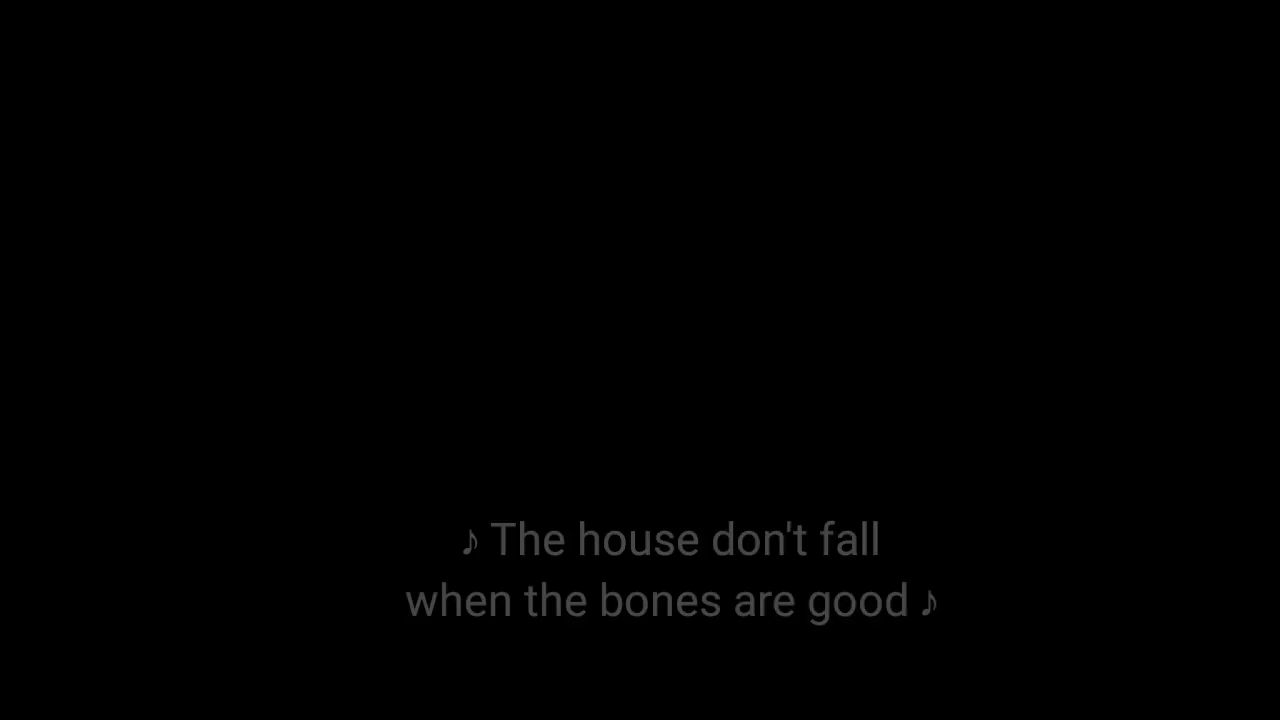 ♪ The house don't fall
when the bones are good ♪